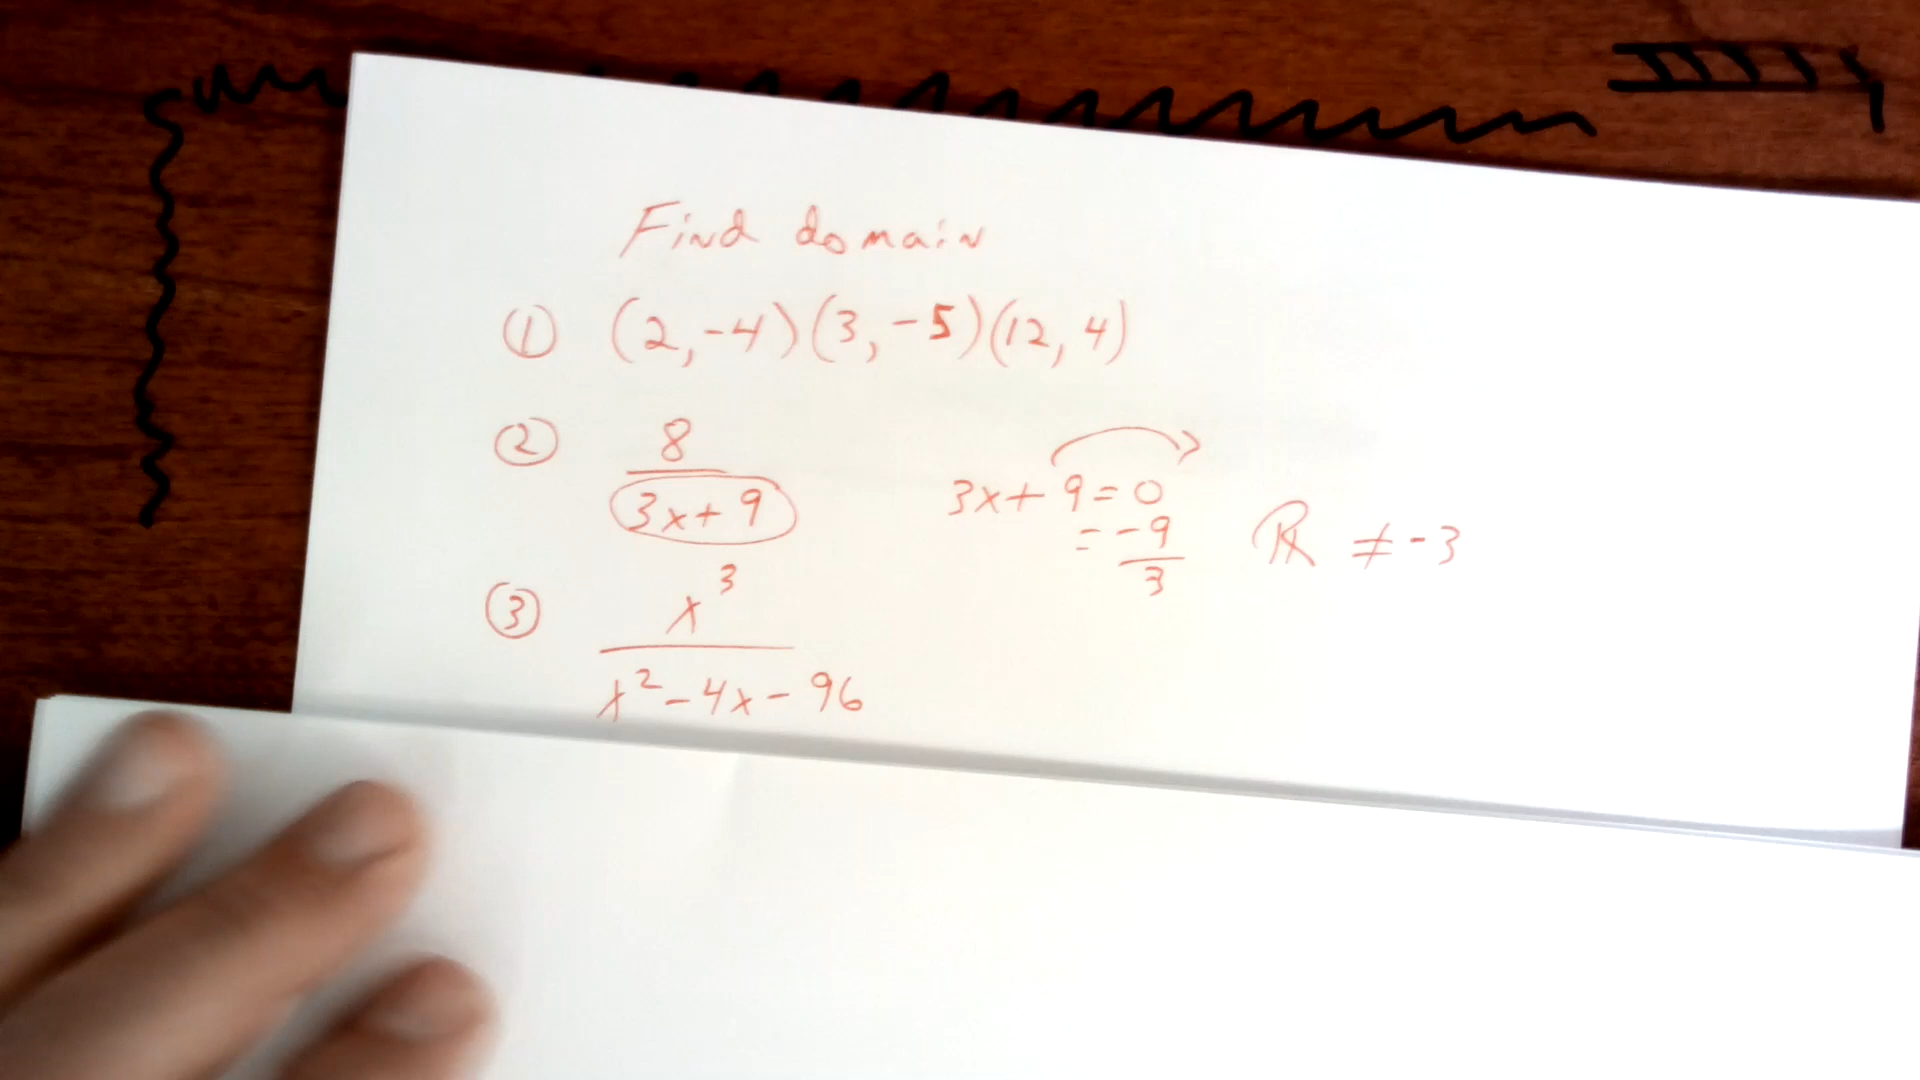 Find domain
① (2,-4)(3,-5)(12,4)
② 8
3x+9
3x+9=0
= -9
3
ℝ ≠ -3
③ x³
x²-4x-96